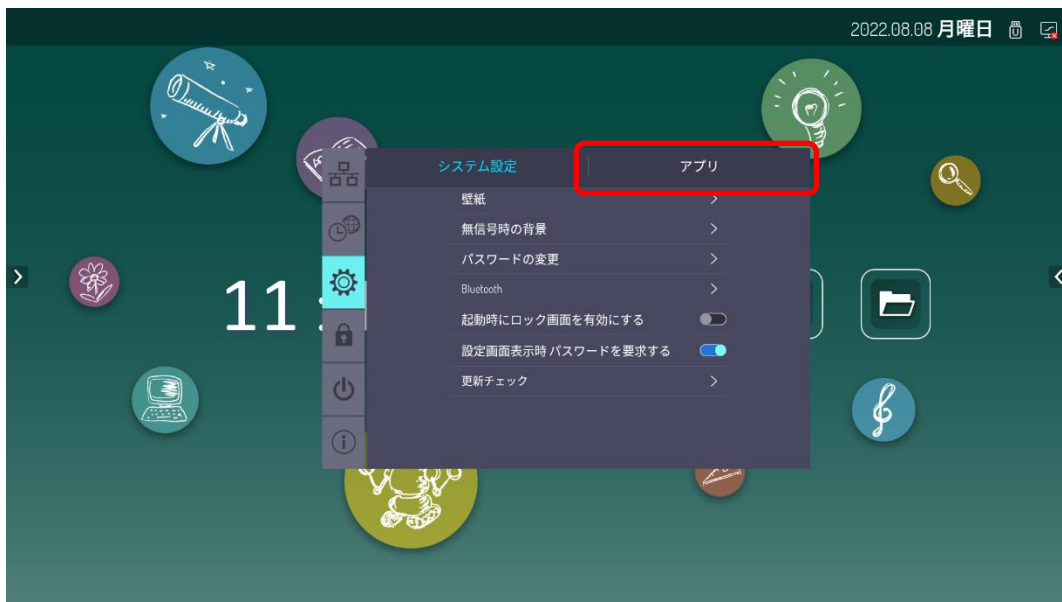 2022.08.08 月曜日
システム設定
アプリ
壁紙
無信号時の背景
パスワードの変更
Bluetooth
起動時にロック画面を有効にする
設定画面表示時 パスワードを要求する
更新チェック
11 :